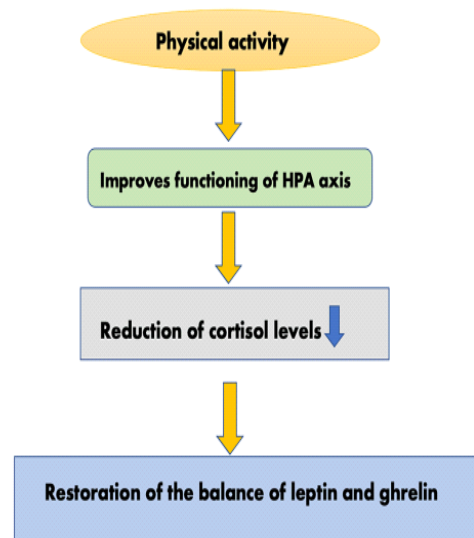 Physical activity
Improves functioning of HPA axis
Reduction of cortisol levels
Restoration of the balance of leptin and ghrelin